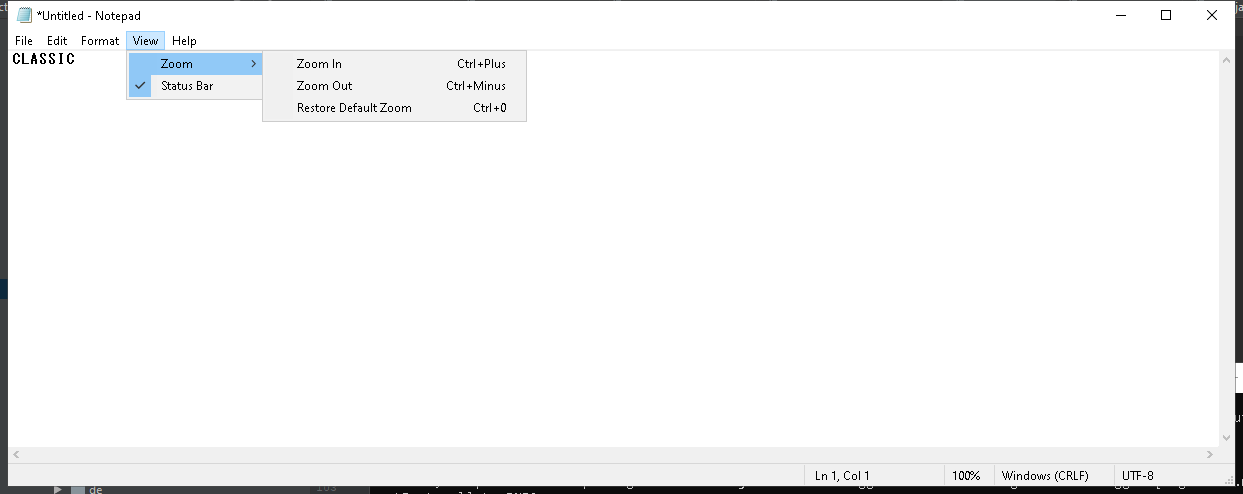 *Untitled - Notepad
File Edit Format View Help
CLASSIC
Zoom
Status Bar
Zoom In Ctrl+Plus
Zoom Out Ctrl+Minus
Restore Default Zoom Ctrl+0
Ln 1, Col 1 100% Windows (CRLF) UTF-8
de